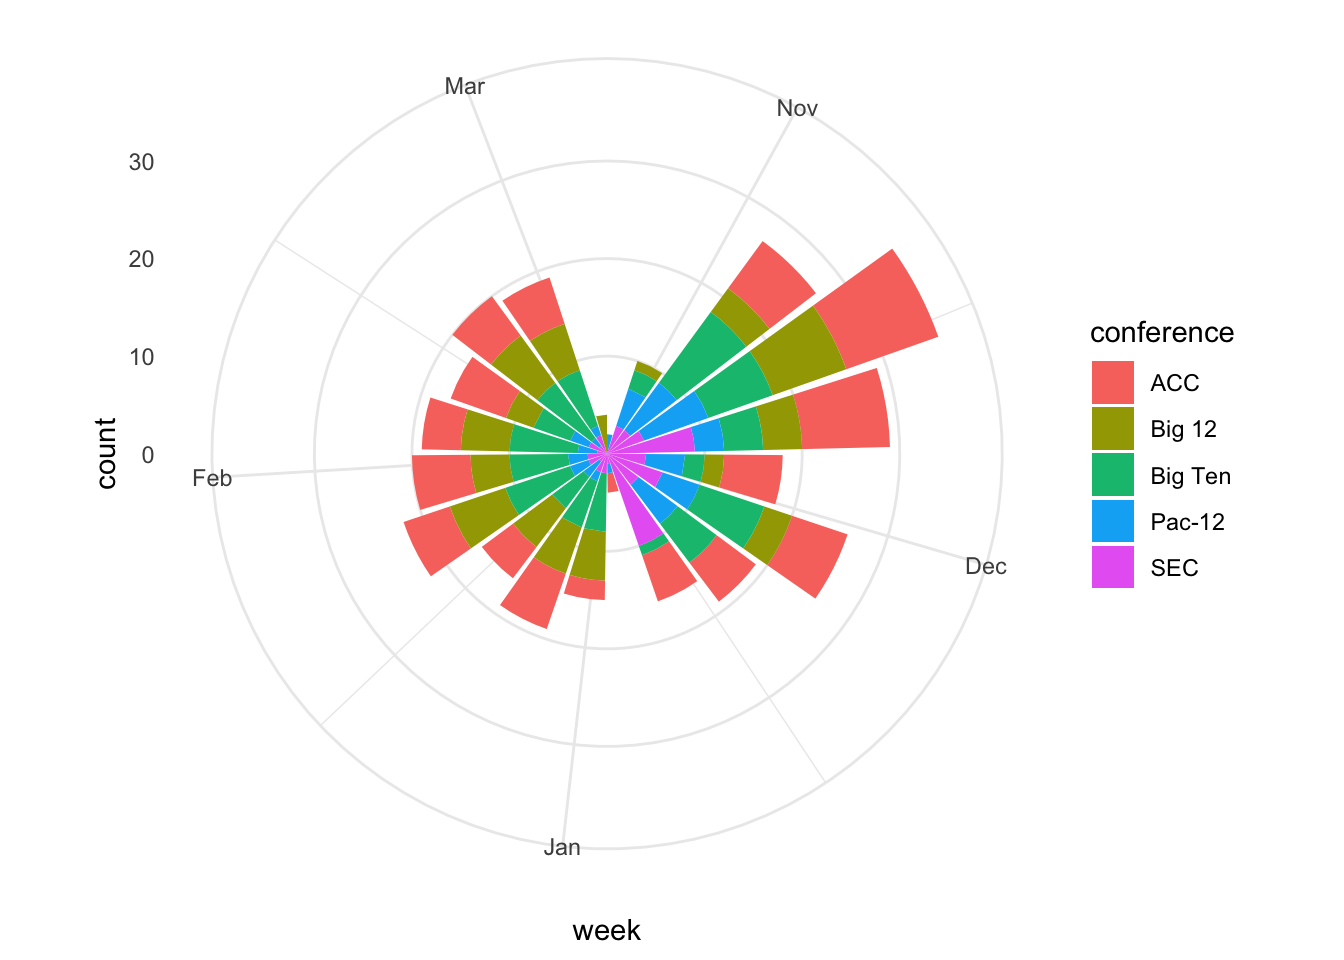 Mar
Nov
30
20
10
0
count
Feb
Dec
Jan
week
conference
ACC
Big 12
Big Ten
Pac-12
SEC